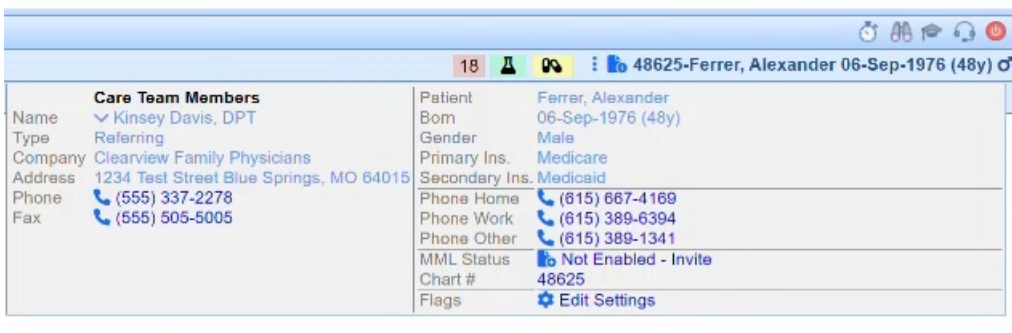 18 48625-Ferrer, Alexander 06-Sep-1976 (48y)
Care Team Members
Name Kinsey Davis, DPT
Type Referring
Company Clearview Family Physicians
Address 1234 Test Street Blue Springs, MO 64015
Phone (555) 337-2278
Fax (555) 505-5005
Patient Ferrer, Alexander
Born 06-Sep-1976 (48y)
Gender Male
Primary Ins. Medicare
Secondary Ins. Medicaid
Phone Home (615) 667-4169
Phone Work (615) 389-6394
Phone Other (615) 389-1341
MML Status Not Enabled - Invite
Chart # 48625
Flags Edit Settings